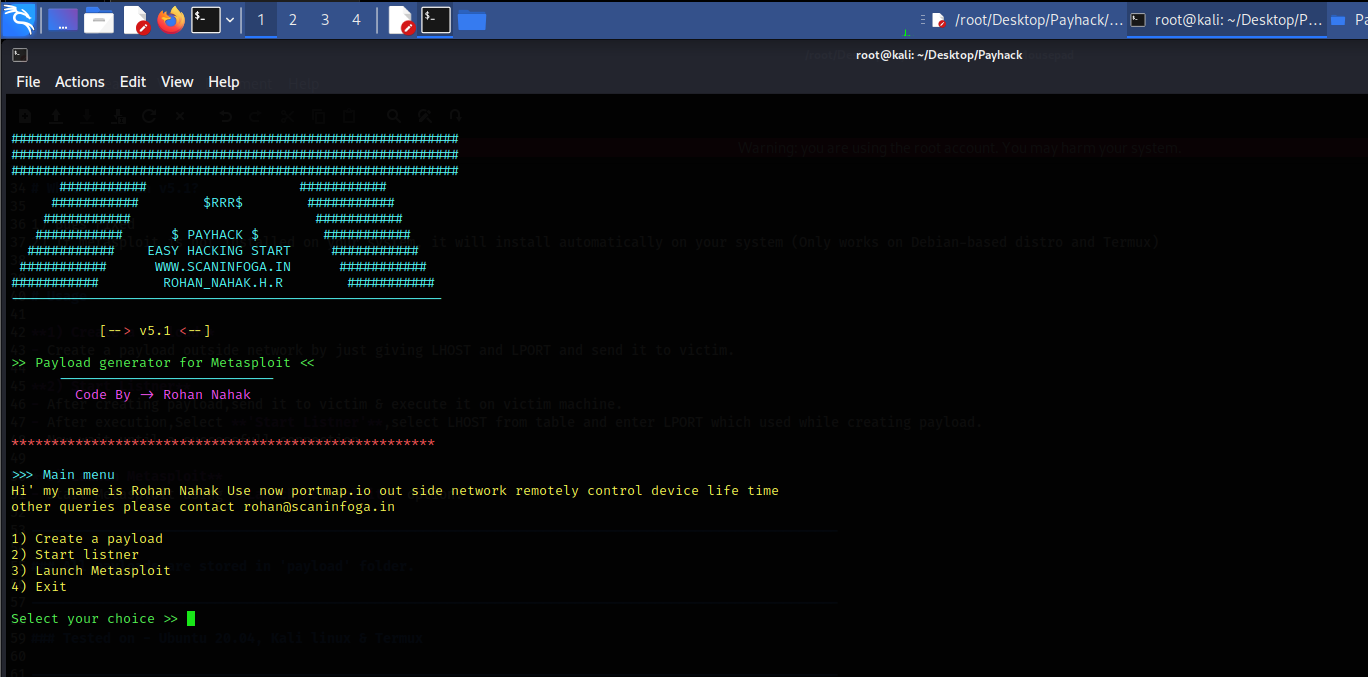 1 2 3 4 /root/Desktop/Payhack/... root@kali: ~/Desktop/P... Pa
root@kali: ~/Desktop/Payhack
File Actions Edit View Help
Warning: you are using the root account. You may harm your system.
########################################################
########################################################
########################################################
########### ###########
########### $RRR$ ###########
########### ###########
########### $ PAYHACK $ ###########
########### EASY HACKING START ###########
########### WWW.SCANINFOGA.IN ###########
########### ROHAN_NAHAK.H.R ###########
it will install automatically on your system (Only works on Debian-based distro and Termux)
[--> v5.1 <--]
- Create a payload outside network by just giving LHOST and LPORT and send it to victim.
>> Payload generator for Metasploit <<
Code By → Rohan Nahak
46 - After creating payload,send it to victim & execute it on victim machine.
47 - After execution,Select "Start Listner",select LHOST from table and enter LPORT which used while creating payload.
*****************************************************
>>> Main menu
Hi' my name is Rohan Nahak Use now portmap.io out side network remotely control device life time
other queries please contact rohan@scaninfoga.in
1) Create a payload
2) Start listner
3) Launch Metasploit
are stored in 'payload' folder.
4) Exit
Select your choice >>
59 ### Tested on - Ubuntu 20.04, Kali linux & Termux
60